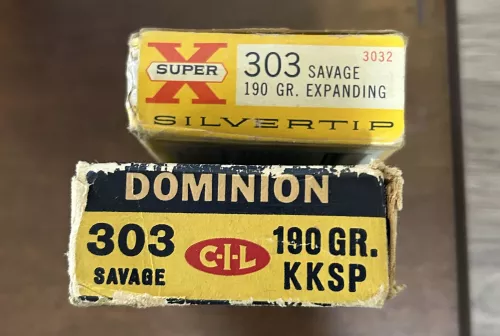 SUPER X
3032
303 SAVAGE
190 GR. EXPANDING
SILVERTIP
DOMINION
303 SAVAGE
C-I-L
190 GR.
KKSP